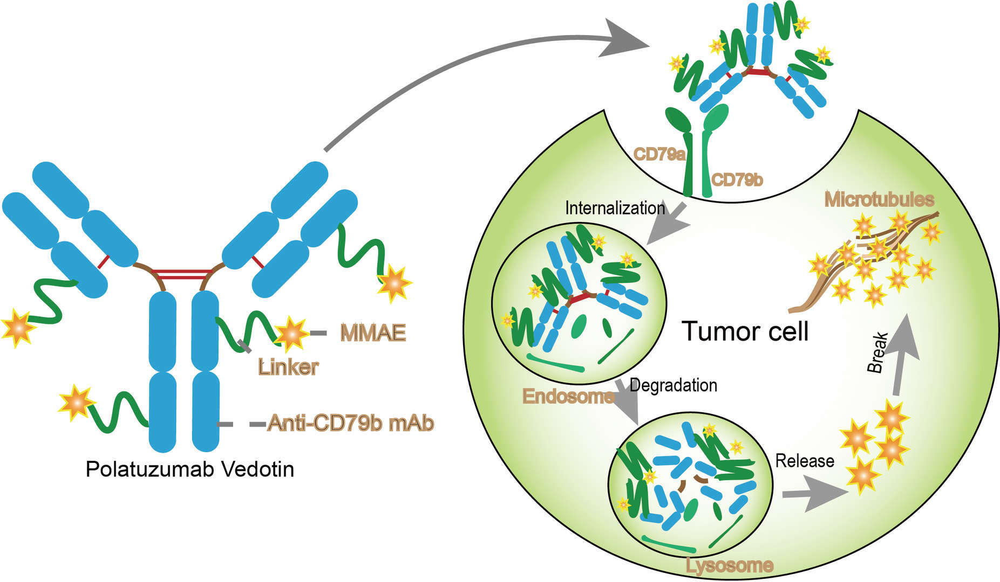 MMAE
Linker
Anti-CD79b mAb
Polatuzumab Vedotin
CD79a
CD79b
Internalization
Microtubules
Tumor cell
Break
Endosome
Degradation
Release
Lysosome